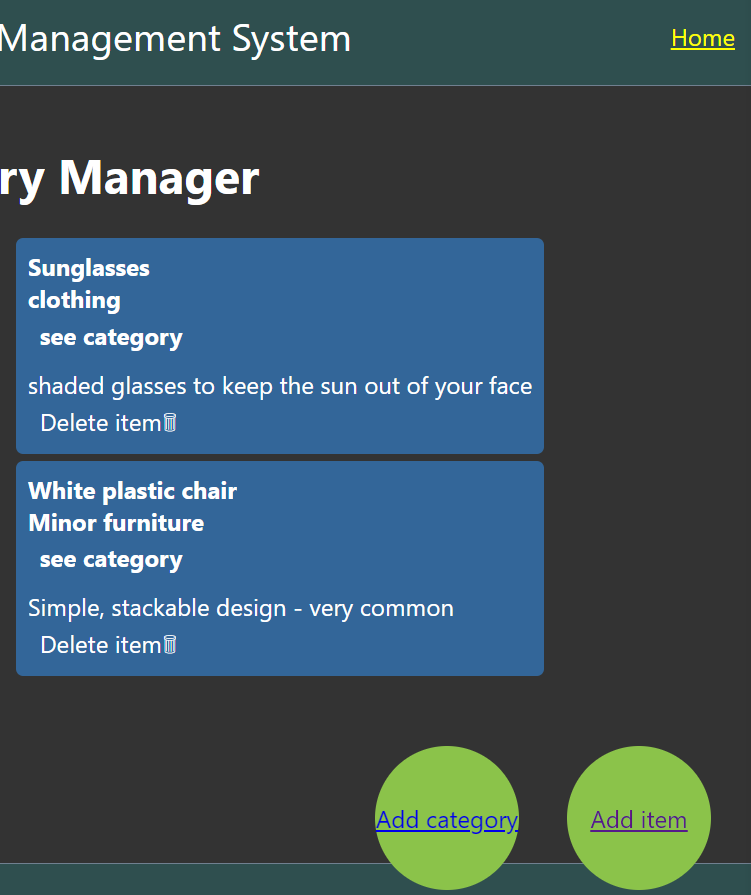 Management System
Home
ry Manager
Sunglasses
clothing
see category
shaded glasses to keep the sun out of your face
Delete item🗑
White plastic chair
Minor furniture
see category
Simple, stackable design - very common
Delete item🗑
Add category
Add item